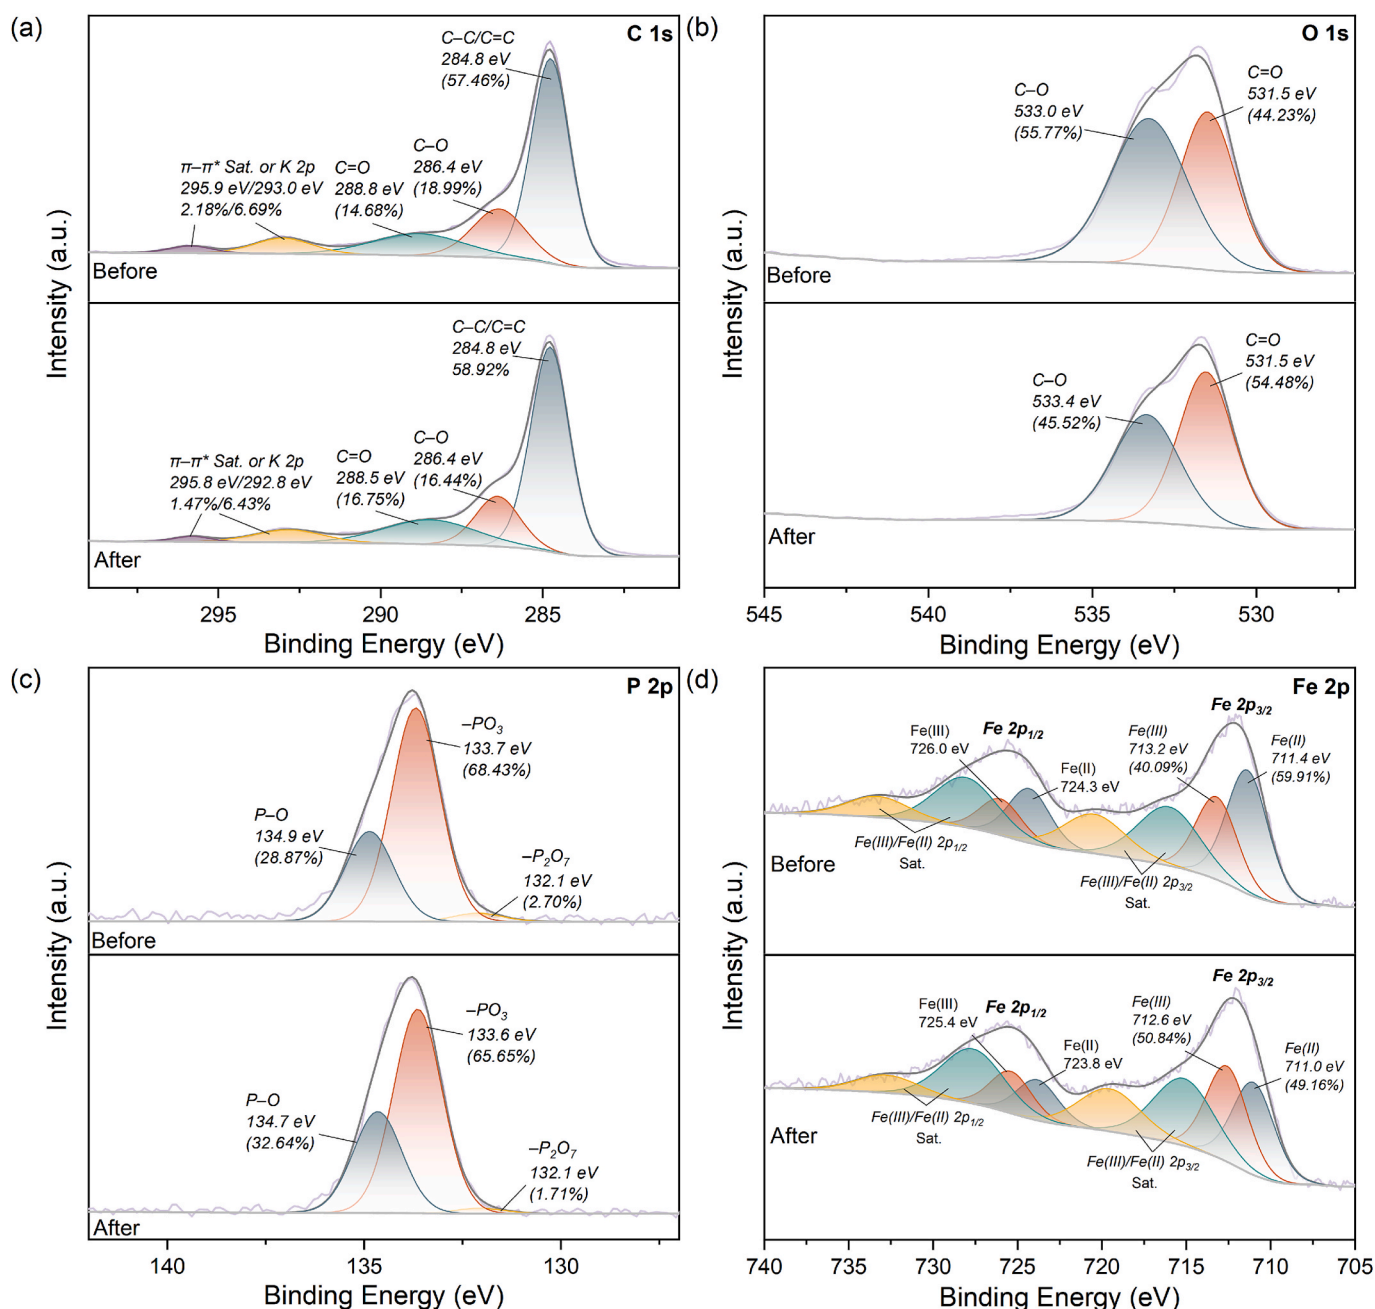 (a)
C 1s
C–C/C=C
284.8 eV
(57.46%)
C–O
286.4 eV
(18.99%)
C=O
288.8 eV
(14.68%)
π–π* Sat. or K 2p
295.9 eV/293.0 eV
2.18%/6.69%
Before
C–C/C=C
284.8 eV
58.92%
C–O
286.4 eV
(16.44%)
C=O
288.5 eV
(16.75%)
π–π* Sat. or K 2p
295.8 eV/292.8 eV
1.47%/6.43%
After
Intensity (a.u.)
295
290
285
Binding Energy (eV)
(b)
O 1s
C–O
533.0 eV
(55.77%)
C=O
531.5 eV
(44.23%)
Before
C–O
533.4 eV
(45.52%)
C=O
531.5 eV
(54.48%)
After
Intensity (a.u.)
545
540
535
530
Binding Energy (eV)
(c)
P 2p
–PO3
133.7 eV
(68.43%)
P–O
134.9 eV
(28.87%)
–P2O7
132.1 eV
(2.70%)
Before
–PO3
133.6 eV
(65.65%)
P–O
134.7 eV
(32.64%)
–P2O7
132.1 eV
(1.71%)
After
Intensity (a.u.)
140
135
130
Binding Energy (eV)
(d)
Fe 2p
Fe 2p3/2
Fe(III)
713.2 eV
(40.09%)
Fe(II)
711.4 eV
(59.91%)
Fe(III)
726.0 eV
Fe 2p1/2
Fe(II)
724.3 eV
Fe(III)/Fe(II) 2p1/2
Sat.
Fe(III)/Fe(II) 2p3/2
Sat.
Before
Fe 2p3/2
Fe(III)
712.6 eV
(50.84%)
Fe(II)
711.0 eV
(49.16%)
Fe(III)
725.4 eV
Fe 2p1/2
Fe(II)
723.8 eV
Fe(III)/Fe(II) 2p1/2
Sat.
Fe(III)/Fe(II) 2p3/2
Sat.
After
Intensity (a.u.)
740
735
730
725
720
715
710
705
Binding Energy (eV)